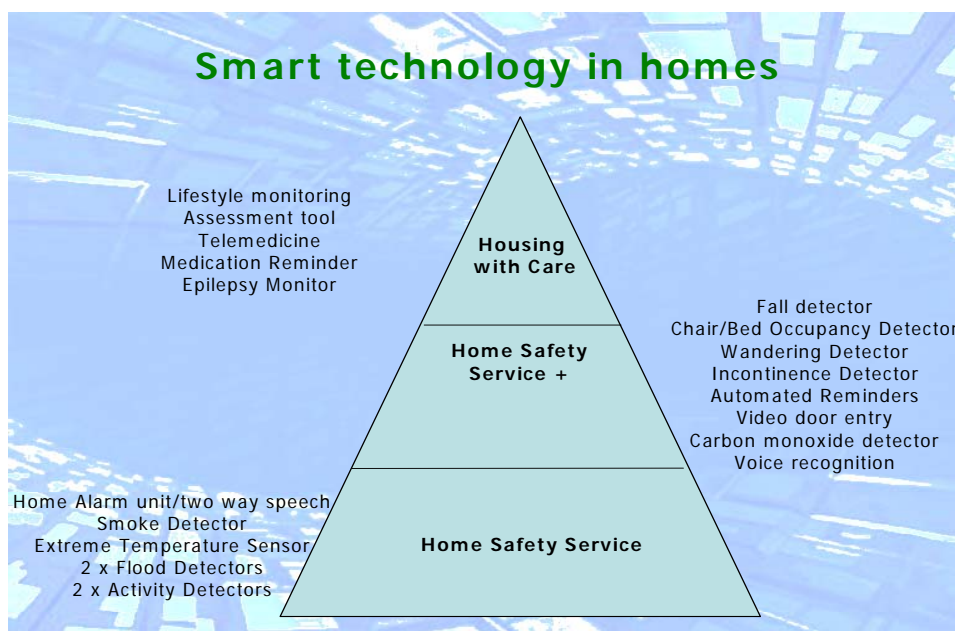 Smart technology in homes
Lifestyle monitoring
Assessment tool
Telemedicine
Medication Reminder
Epilepsy Monitor
Housing
with Care
Fall detector
Chair/Bed Occupancy Detector
Wandering Detector
Incontinence Detector
Automated Reminders
Video door entry
Carbon monoxide detector
Voice recognition
Home Safety
Service +
Home Alarm unit/two way speech
Smoke Detector
Extreme Temperature Sensor
2 x Flood Detectors
2 x Activity Detectors
Home Safety Service